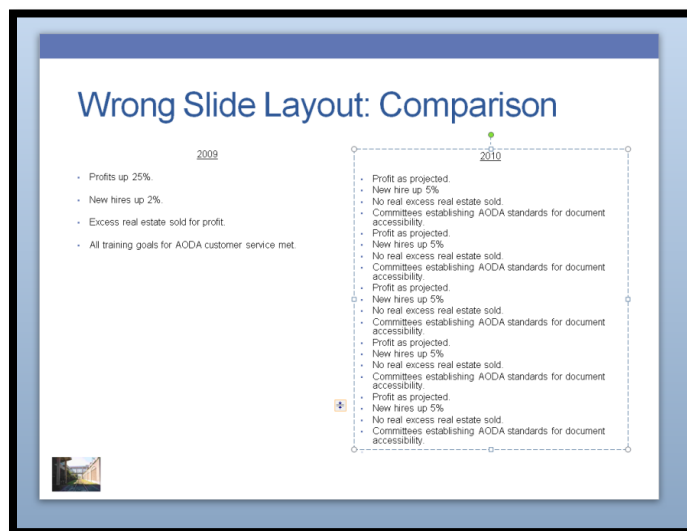 Wrong Slide Layout: Comparison
2009
Profits up 25%.
New hires up 2%.
Excess real estate sold for profit.
All training goals for AODA customer service met.
2010
Profit as projected.
New hire up 5%
No real excess real estate sold.
Committees establishing AODA standards for document
accessibility.
Profit as projected.
New hires up 5%
No real excess real estate sold.
Committees establishing AODA standards for document
accessibility.
Profit as projected.
New hires up 5%
No real excess real estate sold.
Committees establishing AODA standards for document
accessibility.
Profit as projected.
New hires up 5%
No real excess real estate sold.
Committees establishing AODA standards for document
accessibility.
Profit as projected.
New hires up 5%
No real excess real estate sold.
Committees establishing AODA standards for document
accessibility.